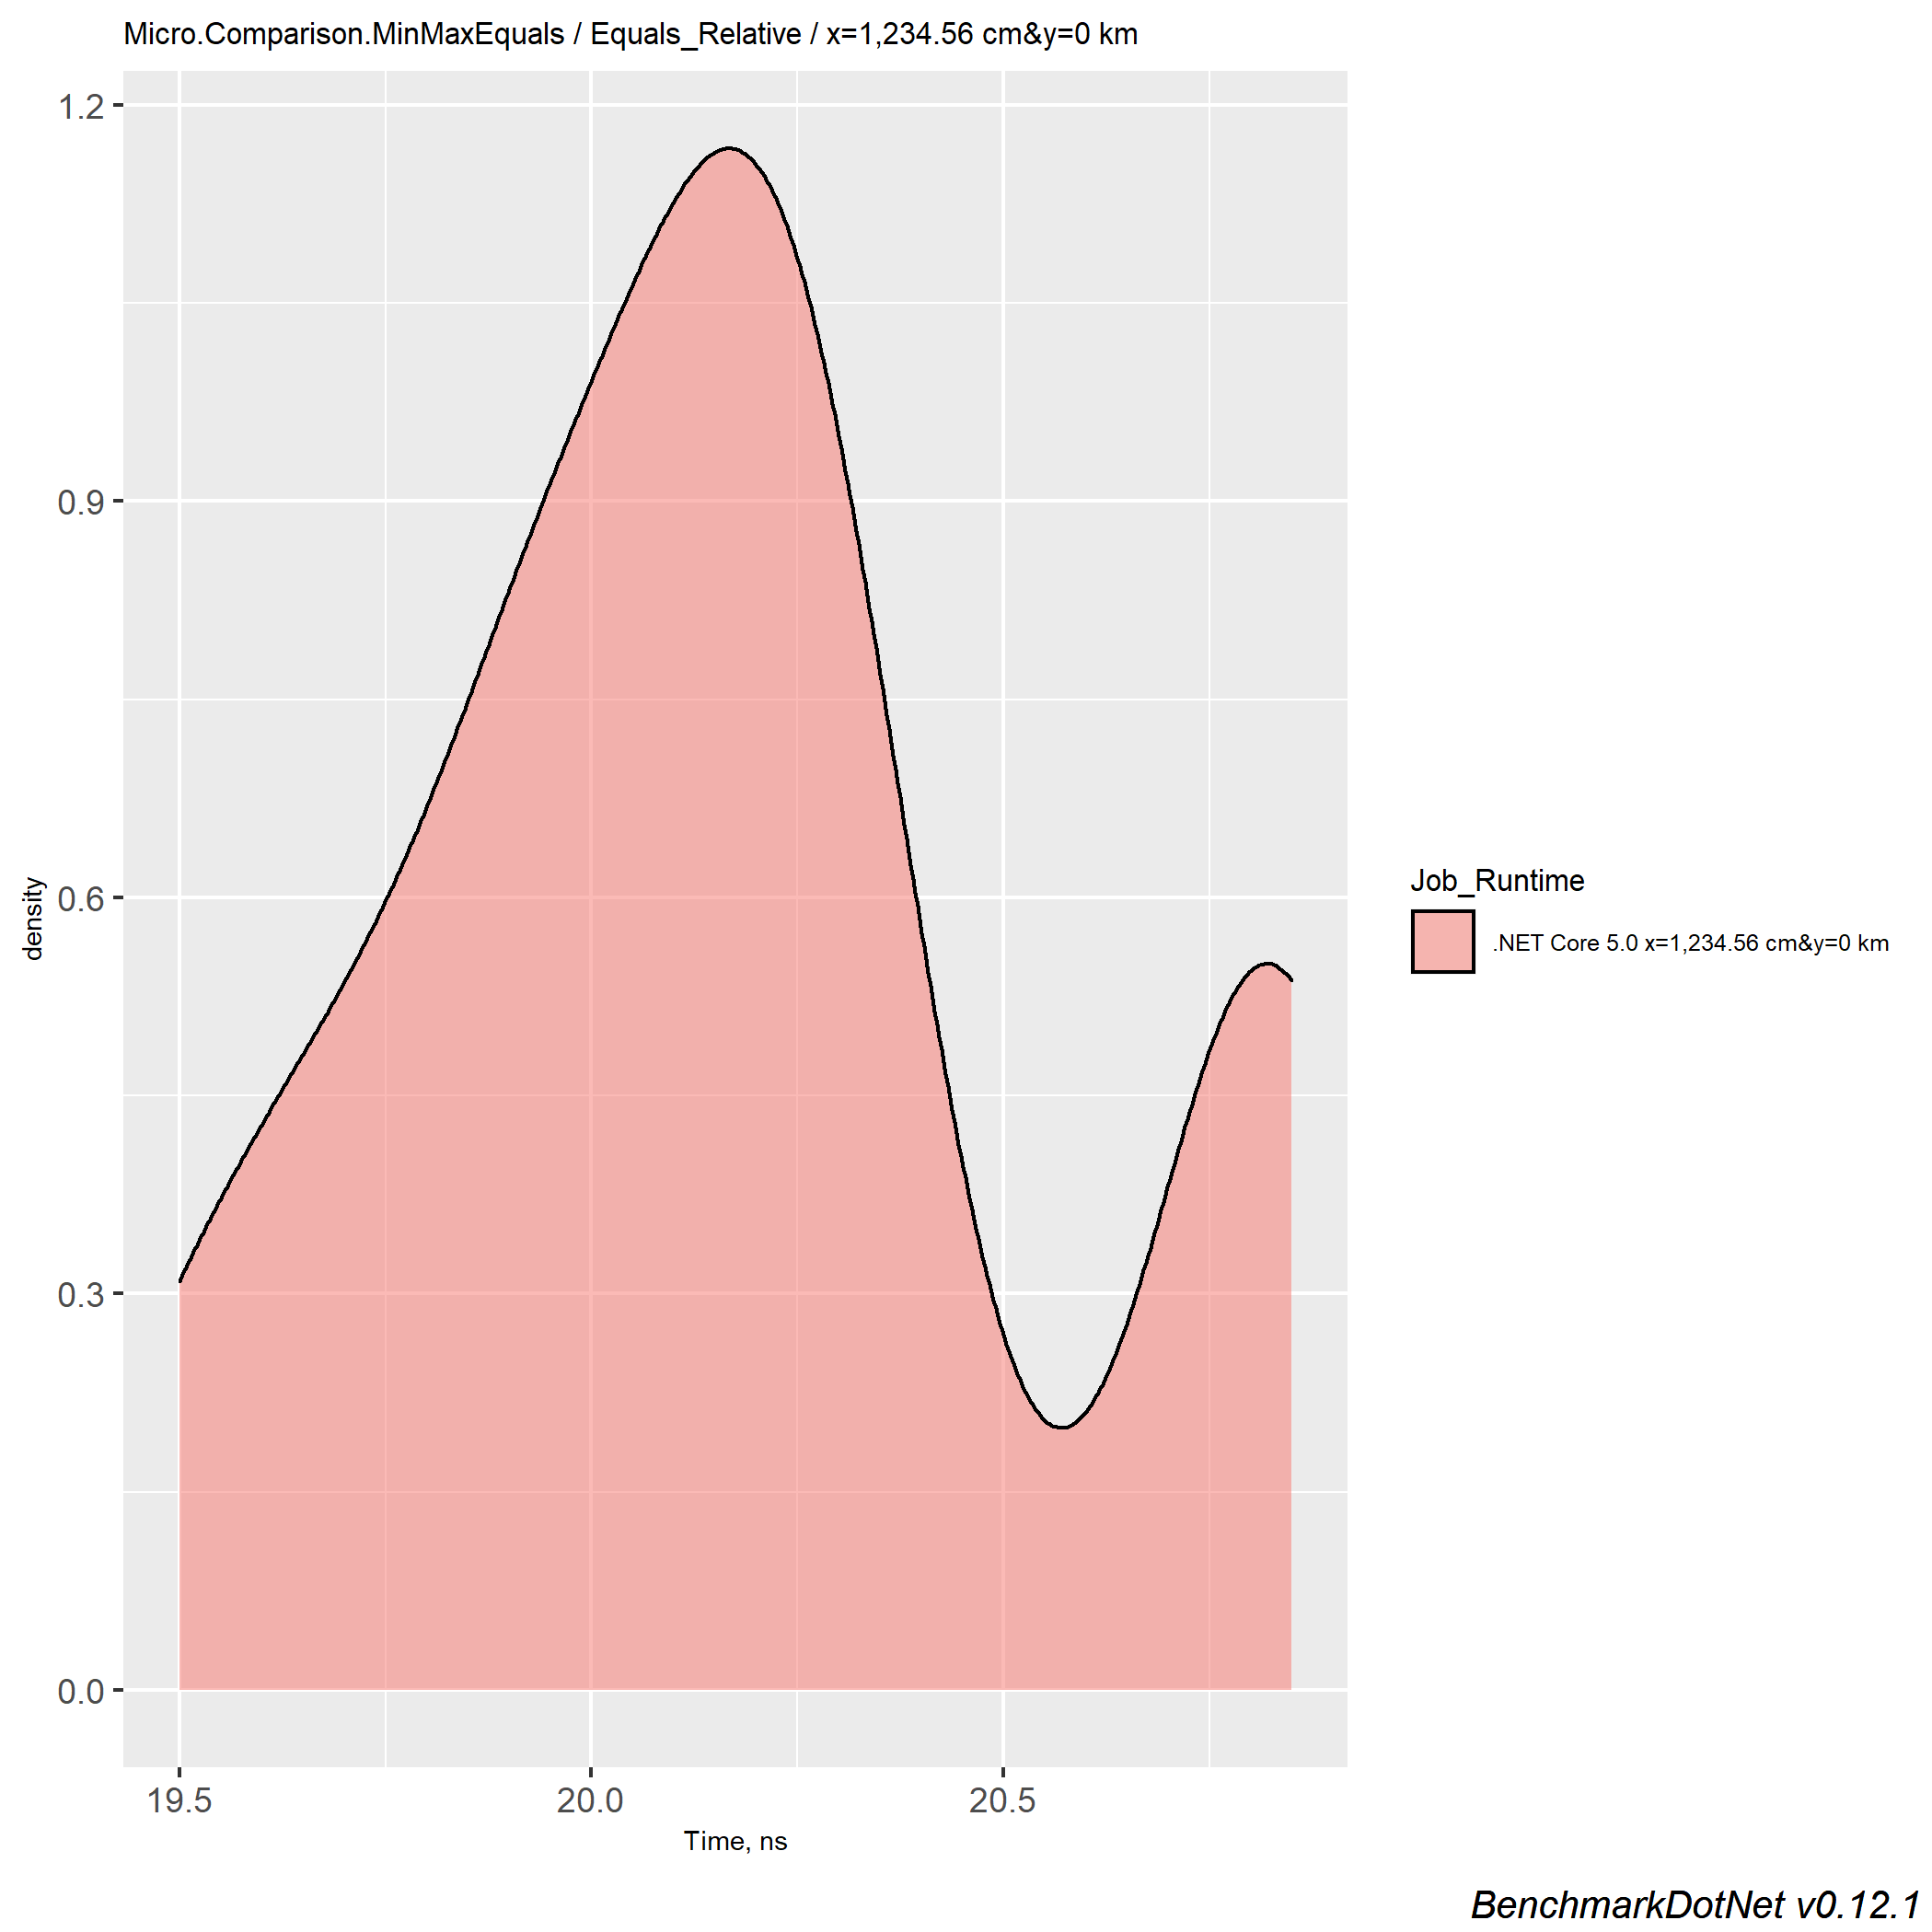 Micro.Comparison.MinMaxEquals / Equals_Relative / x=1,234.56 cm&y=0 km
1.2
0.9
0.6
0.3
0.0
density
19.5
20.0
20.5
Time, ns
Job_Runtime
.NET Core 5.0 x=1,234.56 cm&y=0 km
BenchmarkDotNet v0.12.1